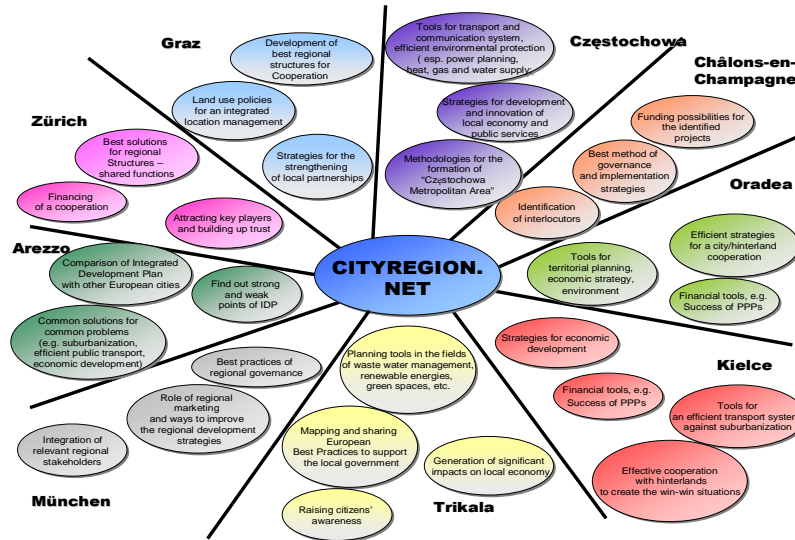 Graz
Development of
best regional
structures for
Cooperation
Land use policies
for an integrated
location management
Strategies for the
strengthening
of local partnerships
Częstochowa
Tools for transport and
communication system,
efficient environmental protection
( esp. power planning,
heat, gas and water supply;
Strategies for development
and innovation of
local economy and
public services
Methodologies for the
formation of
"Częstochowa
Metropolitan Area"
Châlons-en-
Champagne
Funding possibilities for
the identified
projects
Best method of
governance
and implementation
strategies
Identification
of interlocutors
Zürich
Best solutions
for regional
Structures –
shared functions
Financing
of a cooperation
Attracting key players
and building up trust
Oradea
Efficient strategies
for a city/hinterland
cooperation
Tools for
territorial planning,
economic strategy,
environment
Financial tools, e.g.
Success of PPPs
Arezzo
Comparison of Integrated
Development Plan
with other European cities
Find out strong
and weak
points of IDP
Common solutions for
common problems
(e.g. suburbanization,
efficient public transport,
economic development)
CITYREGION.
NET
Kielce
Strategies for economic
development
Financial tools, e.g.
Success of PPPs
Tools for
an efficient transport system
against suburbanization
Effective cooperation
with hinterlands
to create the win-win situations
München
Best practices of
regional governance
Role of regional
marketing
and ways to improve
the regional development
strategies
Integration of
relevant regional
stakeholders
Trikala
Planning tools in the fields
of waste water management,
renewable energies,
green spaces, etc.
Mapping and sharing
European
Best Practices to support
the local government
Generation of significant
impacts on local economy
Raising citizens'
awareness